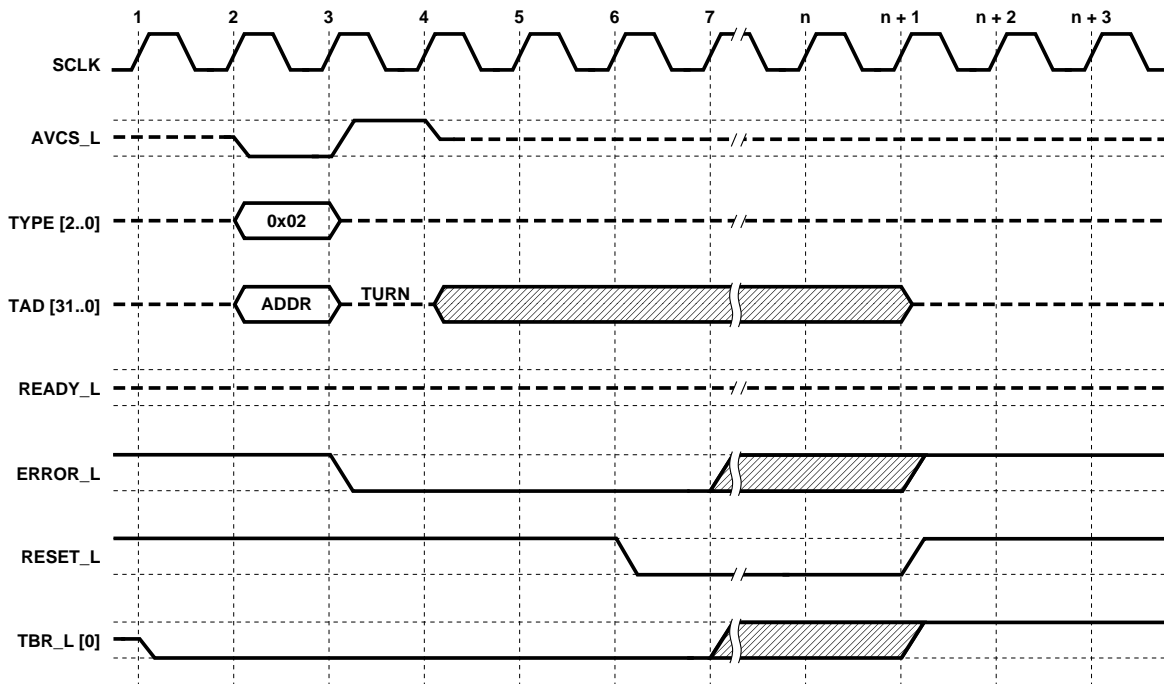 1 2 3 4 5 6 7 n n + 1 n + 2 n + 3
SCLK
AVCS_L
TYPE [2..0] 0x02
TAD [31..0] ADDR TURN
READY_L
ERROR_L
RESET_L
TBR_L [0]